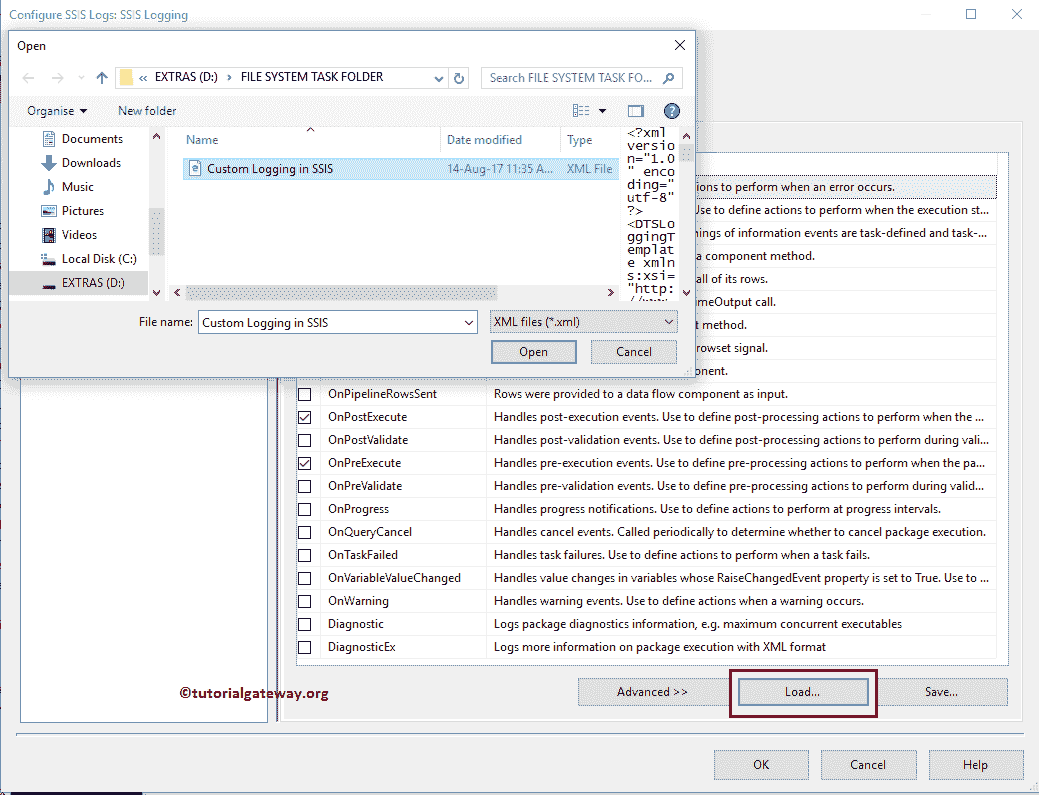 Configure SSIS Logs: SSIS Logging
Open
« EXTRAS (D:) › FILE SYSTEM TASK FOLDER
Search FILE SYSTEM TASK FO...
Organise
New folder
Documents
Downloads
Music
Pictures
Videos
Local Disk (C:)
EXTRAS (D:)
Name
Date modified
Type
Custom Logging in SSIS
14-Aug-17 11:35 A...
XML File
<?xml
versio
n="1.0
" enco
ding="
utf-8"
?>
<DTSLo
ggingT
emplat
e xmln
s:xsi=
"http:
File name:
Custom Logging in SSIS
XML files (*.xml)
Open
Cancel
ions to perform when an error occurs.
Use to define actions to perform when the execution st...
nings of information events are task-defined and task-...
a component method.
all of its rows.
meOutput call.
t method.
rowset signal.
onent.
OnPipelineRowsSent
Rows were provided to a data flow component as input.
OnPostExecute
Handles post-execution events. Use to define post-processing actions to perform when the ...
OnPostValidate
Handles post-validation events. Use to define post-processing actions to perform during vali...
OnPreExecute
Handles pre-execution events. Use to define pre-processing actions to perform when the pa...
OnPreValidate
Handles pre-validation events. Use to define pre-processing actions to perform during valid...
OnProgress
Handles progress notifications. Use to define actions to perform at progress intervals.
OnQueryCancel
Handles cancel events. Called periodically to determine whether to cancel package execution.
OnTaskFailed
Handles task failures. Use to define actions to perform when a task fails.
OnVariableValueChanged
Handles value changes in variables whose RaiseChangedEvent property is set to True. Use to ...
OnWarning
Handles warning events. Use to define actions when a warning occurs.
Diagnostic
Logs package diagnostics information, e.g. maximum concurrent executables
DiagnosticEx
Logs more information on package execution with XML format
©tutorialgateway.org
Advanced >>
Load...
Save...
OK
Cancel
Help